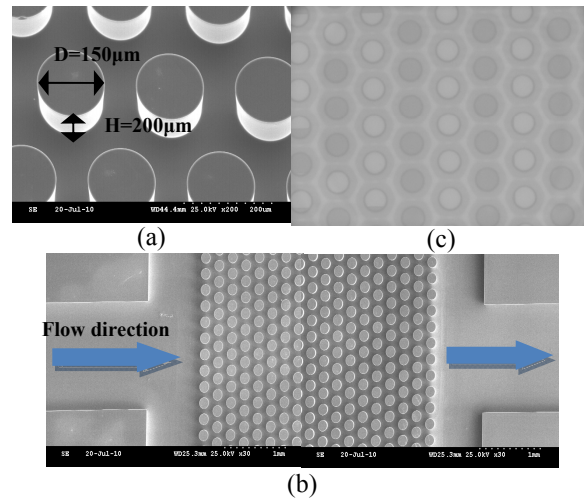 D=150μm
H=200μm
SE 20-Jul-10 WD44.4mm 25.0kV x200 200um
(a)
(c)
Flow direction
SE 20-Jul-10 WD25.3mm 25.0kV x30 1mm
SE 20-Jul-10 WD25.3mm 25.0kV x30 1mm
(b)